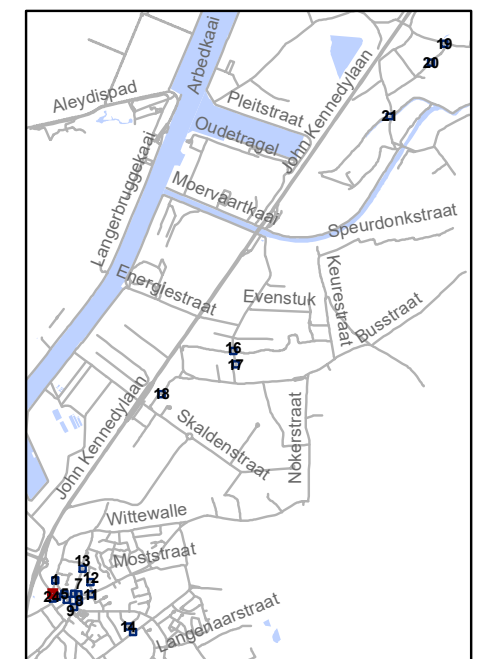 Arbedkaai
19
20
John Kennedylaan
Aleydispad
Pleitstraat
21
Oudetragel
Langerbruggekaai
Moervaartkaai
Speurdonkstraat
Energiestraat
Evenstuk
Keurestraat
Busstraat
16
17
18
John Kennedylaan
Skaldenstraat
Nokerstraat
Wittewalle
Moststraat
13
7
12
11
9
14
Langenaarstraat